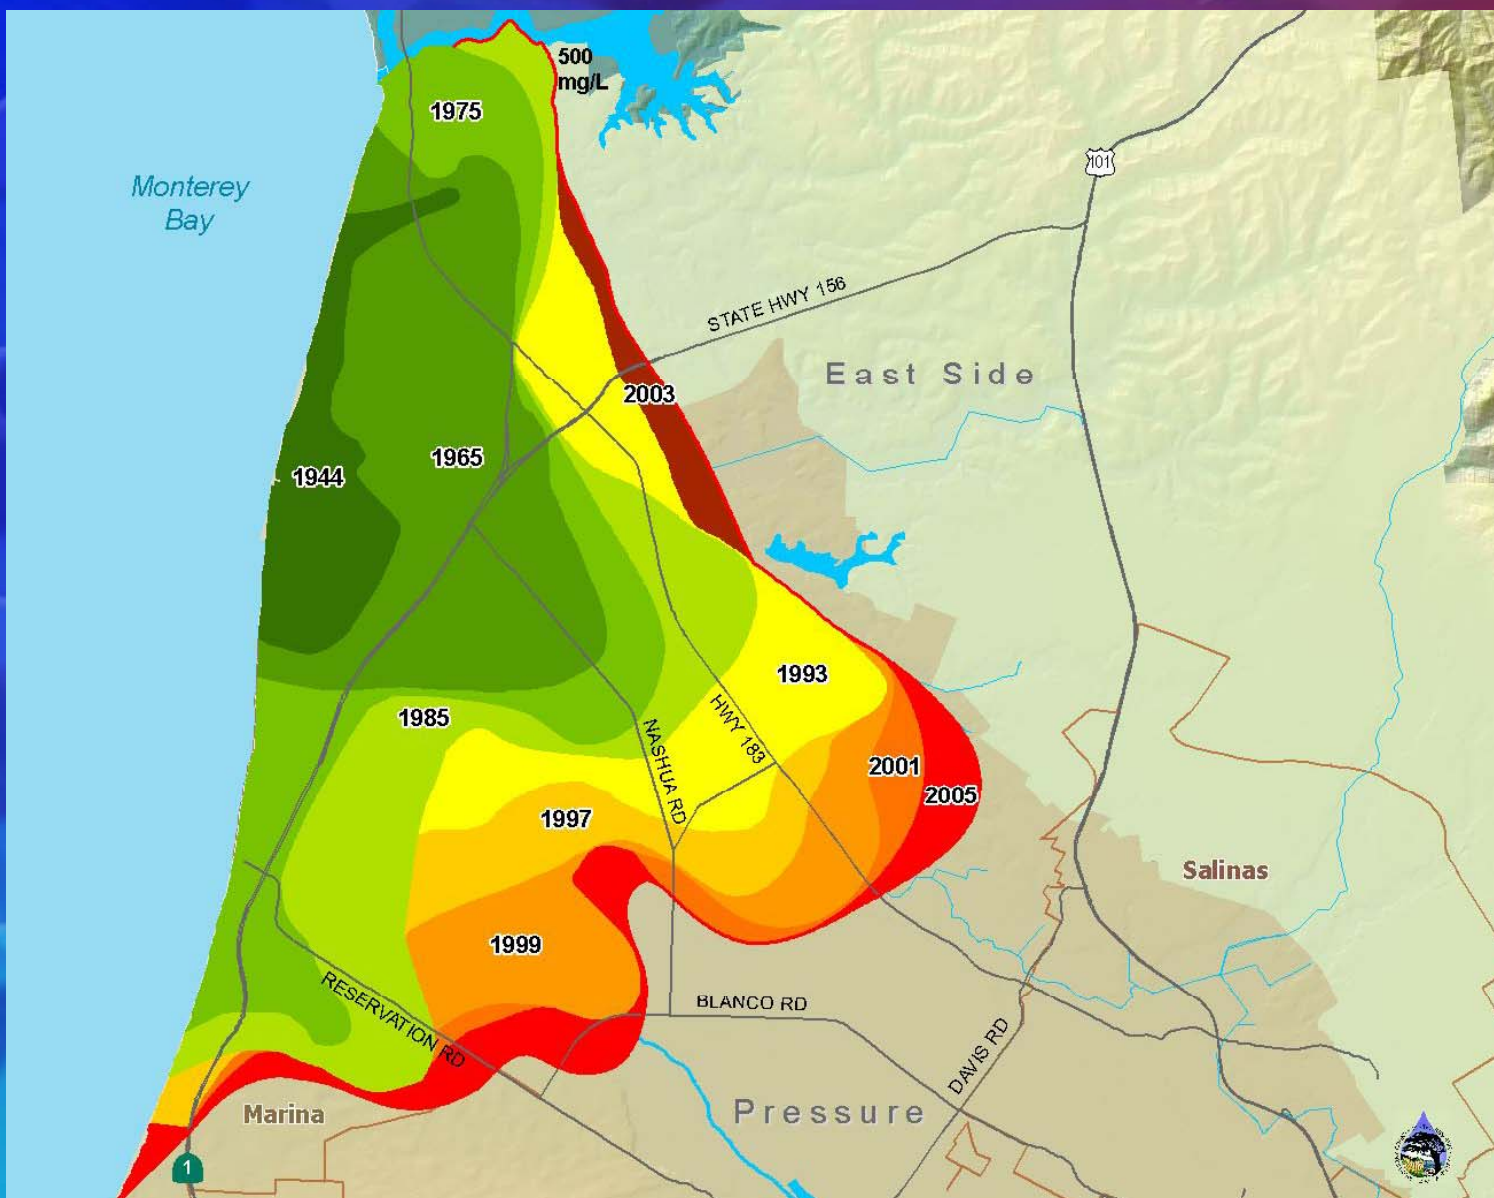 500
mg/L
1975
101
Monterey
Bay
STATE HWY 156
East Side
2003
1965
1944
1993
1985
HWY 183
NASHUA RD
2001
2005
1997
Salinas
1999
RESERVATION RD
BLANCO RD
DAVIS RD
Marina
Pressure
1